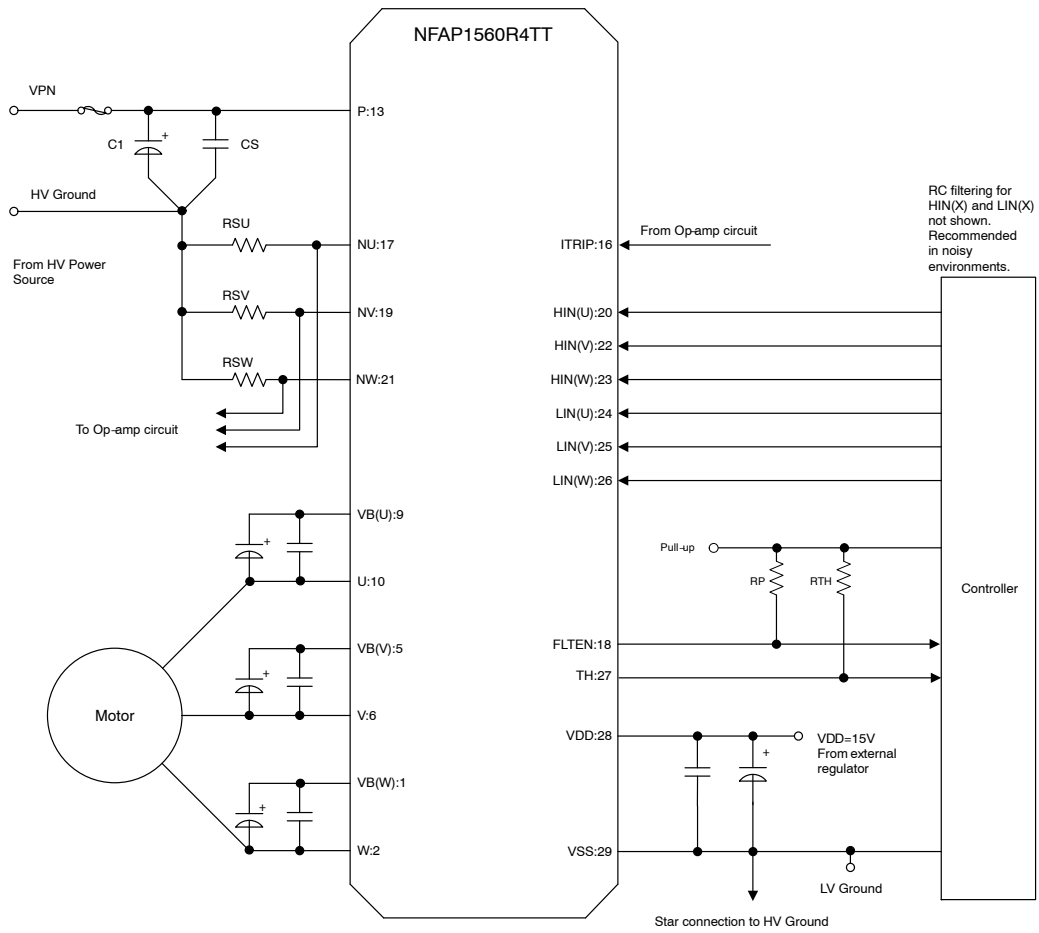 NFAP1560R4TT
VPN
P:13
C1
+
CS
HV Ground
From HV Power
Source
RSU
NU:17
RSV
NV:19
RSW
NW:21
To Op-amp circuit
ITRIP:16
From Op-amp circuit
RC filtering for
HIN(X) and LIN(X)
not shown.
Recommended
in noisy
environments.
HIN(U):20
HIN(V):22
HIN(W):23
LIN(U):24
LIN(V):25
LIN(W):26
VB(U):9
+
U:10
VB(V):5
+
V:6
VB(W):1
+
W:2
Motor
Pull-up
RP
RTH
Controller
FLTEN:18
TH:27
VDD:28
+
VDD=15V
From external
regulator
VSS:29
LV Ground
Star connection to HV Ground